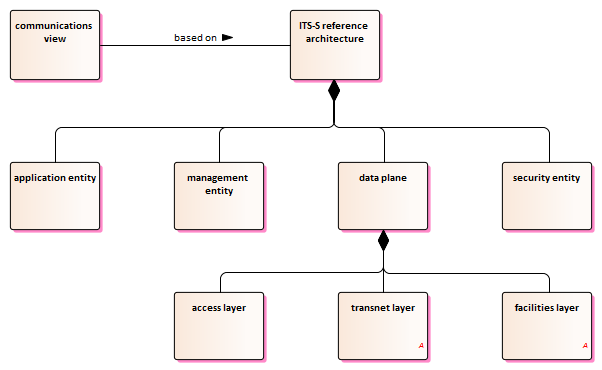 communications
view
based on
ITS-S reference
architecture
application entity
management
entity
data plane
security entity
access layer
transnet layer
A
facilities layer
A